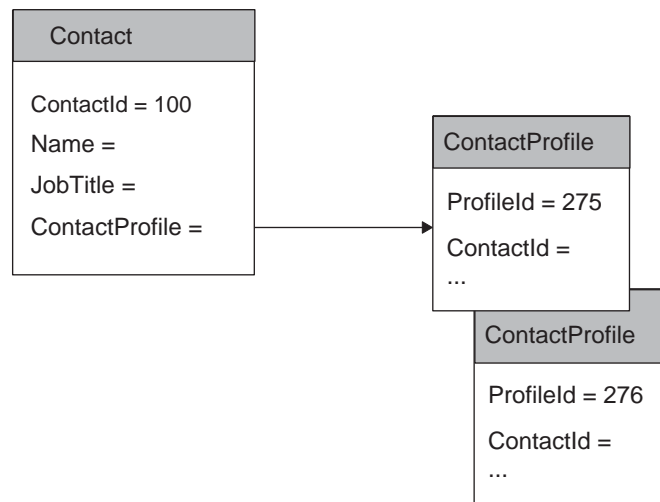 Contact
ContactId = 100
Name =
JobTitle =
ContactProfile =
ContactProfile
ProfileId = 275
ContactId =
...
ContactProfile
ProfileId = 276
ContactId =
...